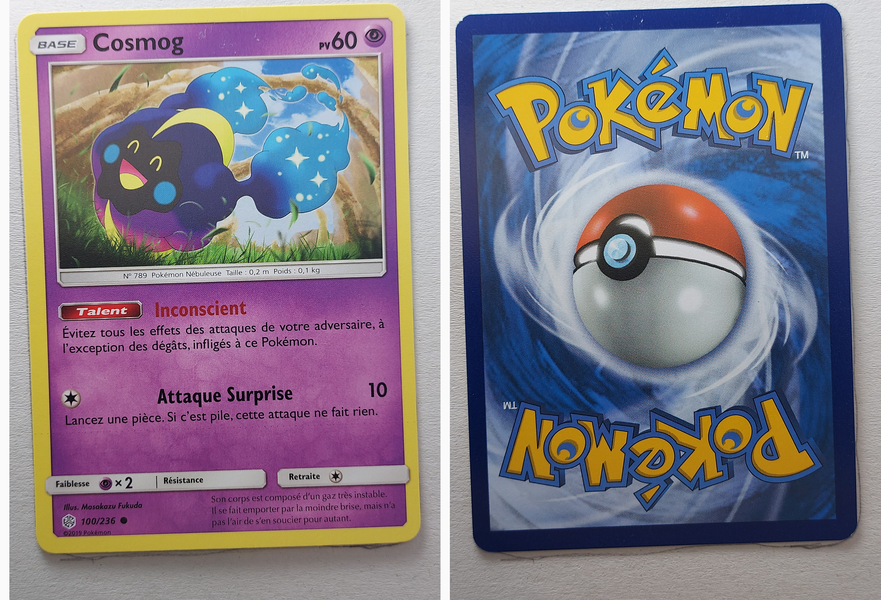 BASE Cosmog PV60
N° 789 Pokémon Nébuleuse Taille : 0,2 m Poids : 0,1 kg
Talent Inconscient
Évitez tous les effets des attaques de votre adversaire, à
l'exception des dégâts, infligés à ce Pokémon.
Attaque Surprise 10
Lancez une pièce. Si c'est pile, cette attaque ne fait rien.
Faiblesse ×2 Résistance Retraite
Illus. Masakazu Fukuda
100/236
©2019 Pokémon
Son corps est composé d'un gaz très instable.
Il se fait emporter par la moindre brise, mais n'a
pas l'air de s'en soucier pour autant.
POKéMON
TM
TM
POKéMON